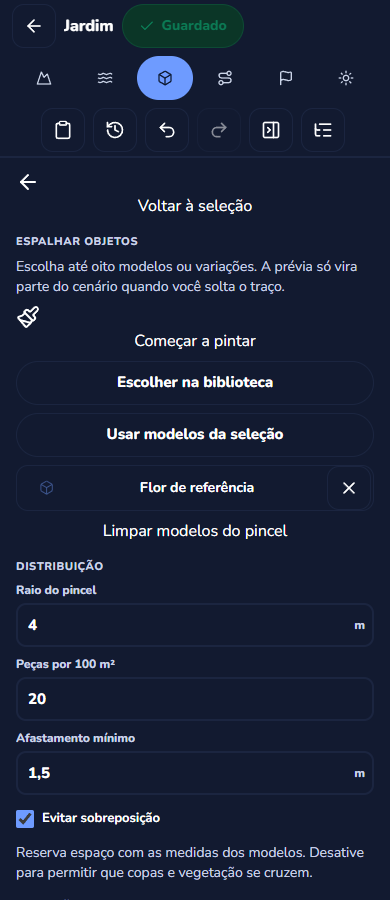 Jardim
Guardado
Voltar à seleção
ESPALHAR OBJETOS
Escolha até oito modelos ou variações. A prévia só vira
parte do cenário quando você solta o traço.
Começar a pintar
Escolher na biblioteca
Usar modelos da seleção
Flor de referência
Limpar modelos do pincel
DISTRIBUIÇÃO
Raio do pincel
4 m
Peças por 100 m²
20
Afastamento mínimo
1,5 m
Evitar sobreposição
Reserva espaço com as medidas dos modelos. Desative
para permitir que copas e vegetação se cruzem.